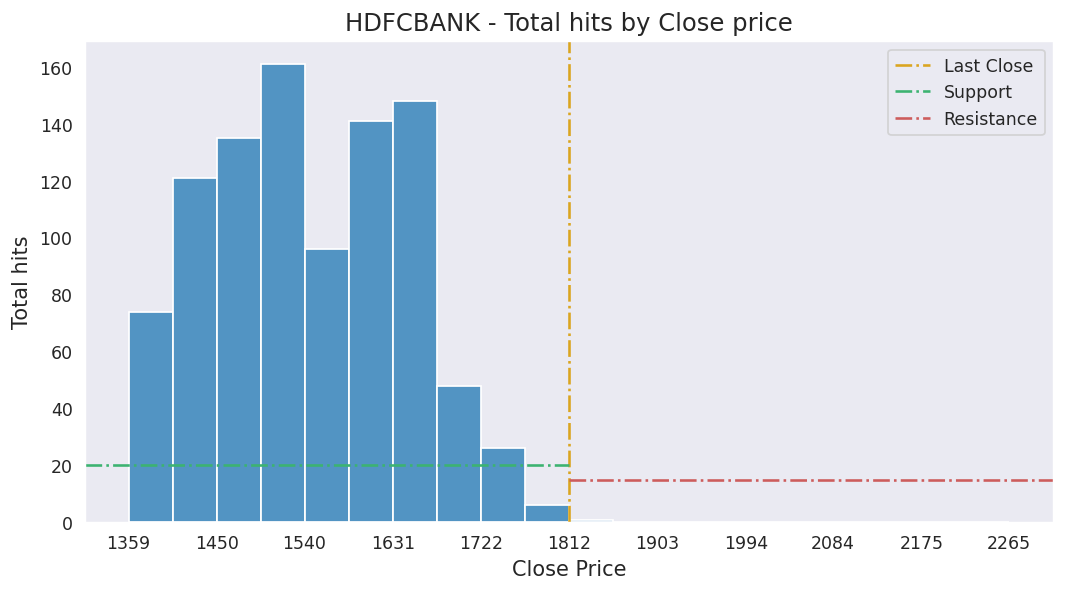 HDFCBANK - Total hits by Close price
Last Close
Support
Resistance
Total hits
160
140
120
100
80
60
40
20
0
1359 1450 1540 1631 1722 1812 1903 1994 2084 2175 2265
Close Price